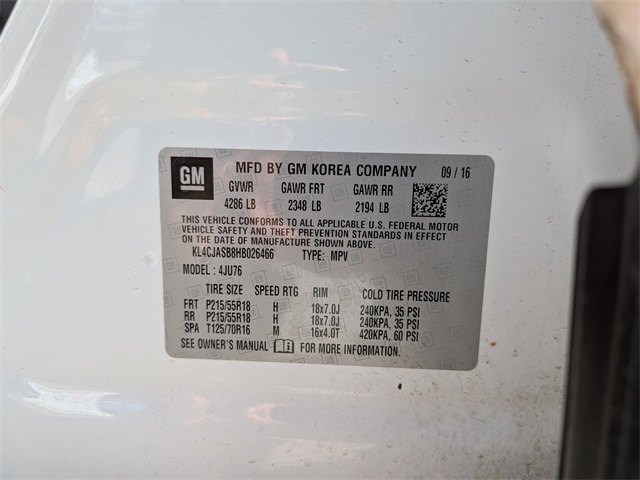 GM
MFD BY GM KOREA COMPANY 09 / 16
GVWR GAWR FRT GAWR RR
4286 LB 2348 LB 2194 LB
THIS VEHICLE CONFORMS TO ALL APPLICABLE U.S. FEDERAL MOTOR
VEHICLE SAFETY AND THEFT PREVENTION STANDARDS IN EFFECT
ON THE DATE OF MANUFACTURE SHOWN ABOVE.
KL4CJASB8HB026466 TYPE: MPV
MODEL : 4JU76
TIRE SIZE SPEED RTG RIM COLD TIRE PRESSURE
FRT P215/55R18 H 18x7.0J 240KPA, 35 PSI
RR P215/55R18 H 18x7.0J 240KPA, 35 PSI
SPA T125/70R16 M 16x4.0T 420KPA, 60 PSI
SEE OWNER'S MANUAL FOR MORE INFORMATION.